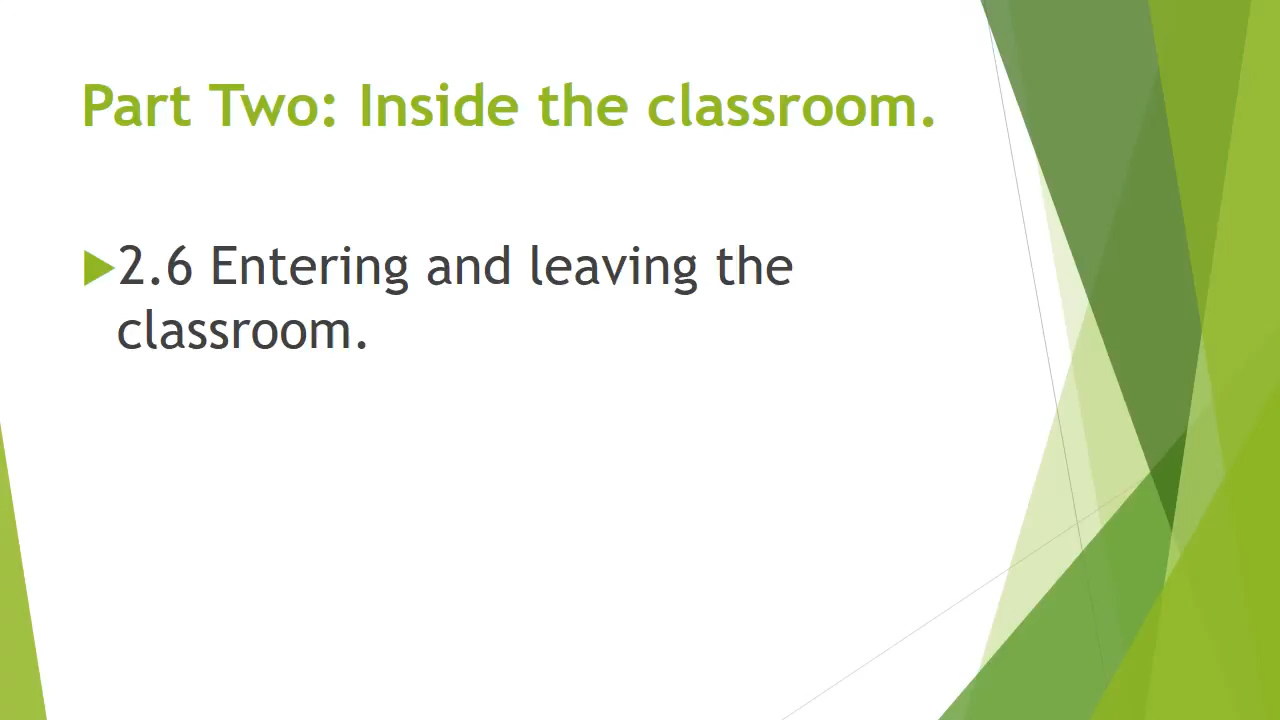 Part Two: Inside the classroom.
2.6 Entering and leaving the
classroom.